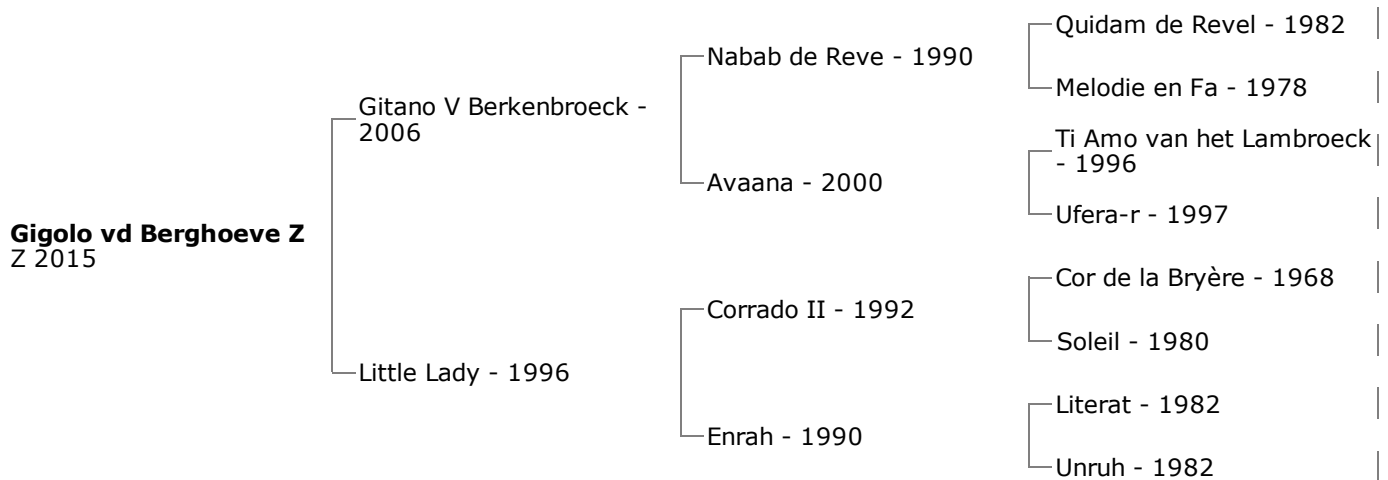 Quidam de Revel - 1982
Nabab de Reve - 1990
Melodie en Fa - 1978
Gitano V Berkenbroeck -
2006
Ti Amo van het Lambroeck
- 1996
Avaana - 2000
Ufera-r - 1997
Gigolo vd Berghoeve Z
Z 2015
Cor de la Bryère - 1968
Corrado II - 1992
Soleil - 1980
Little Lady - 1996
Literat - 1982
Enrah - 1990
Unruh - 1982